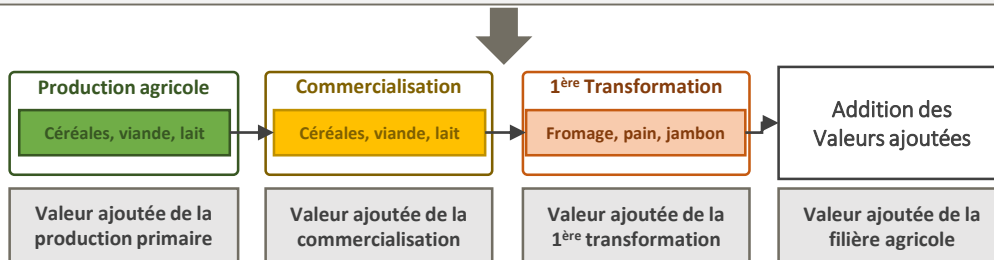 Production agricole
Céréales, viande, lait
Commercialisation
Céréales, viande, lait
1ère Transformation
Fromage, pain, jambon
Addition des
Valeurs ajoutées
Valeur ajoutée de la
production primaire
Valeur ajoutée de la
commercialisation
Valeur ajoutée de la
1ère transformation
Valeur ajoutée de la
filière agricole